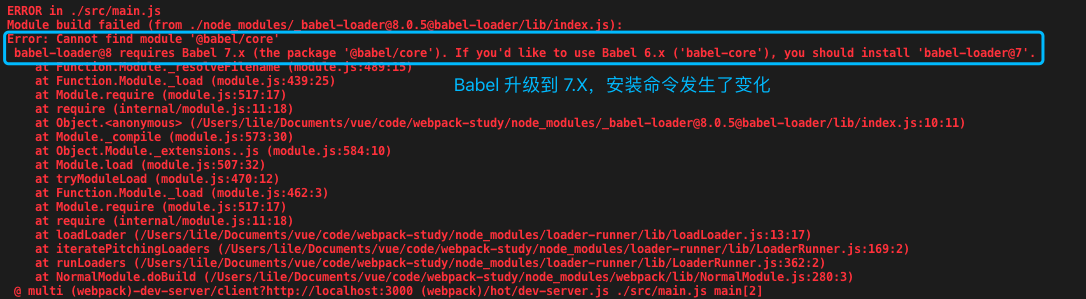 ERROR in ./src/main.js
Module build failed (from ./node_modules/_babel-loader@8.0.5@babel-loader/lib/index.js):
Error: Cannot find module '@babel/core'
 babel-loader@8 requires Babel 7.x (the package '@babel/core'). If you'd like to use Babel 6.x ('babel-core'), you should install 'babel-loader@7'.
    at Function.Module._resolveFilename (module.js:489:15)
    at Function.Module._load (module.js:439:25)
Babel 升级到 7.X，安装命令发生了变化
    at Module.require (module.js:517:17)
    at require (internal/module.js:11:18)
    at Object.<anonymous> (/Users/lile/Documents/vue/code/webpack-study/node_modules/_babel-loader@8.0.5@babel-loader/lib/index.js:10:11)
    at Module._compile (module.js:573:30)
    at Object.Module._extensions..js (module.js:584:10)
    at Module.load (module.js:507:32)
    at tryModuleLoad (module.js:470:12)
    at Function.Module._load (module.js:462:3)
    at Module.require (module.js:517:17)
    at require (internal/module.js:11:18)
    at loadLoader (/Users/lile/Documents/vue/code/webpack-study/node_modules/loader-runner/lib/loadLoader.js:13:17)
    at iteratePitchingLoaders (/Users/lile/Documents/vue/code/webpack-study/node_modules/loader-runner/lib/LoaderRunner.js:169:2)
    at runLoaders (/Users/lile/Documents/vue/code/webpack-study/node_modules/loader-runner/lib/LoaderRunner.js:362:2)
    at NormalModule.doBuild (/Users/lile/Documents/vue/code/webpack-study/node_modules/webpack/lib/NormalModule.js:280:3)
 @ multi (webpack)-dev-server/client?http://localhost:3000 (webpack)/hot/dev-server.js ./src/main.js main[2]